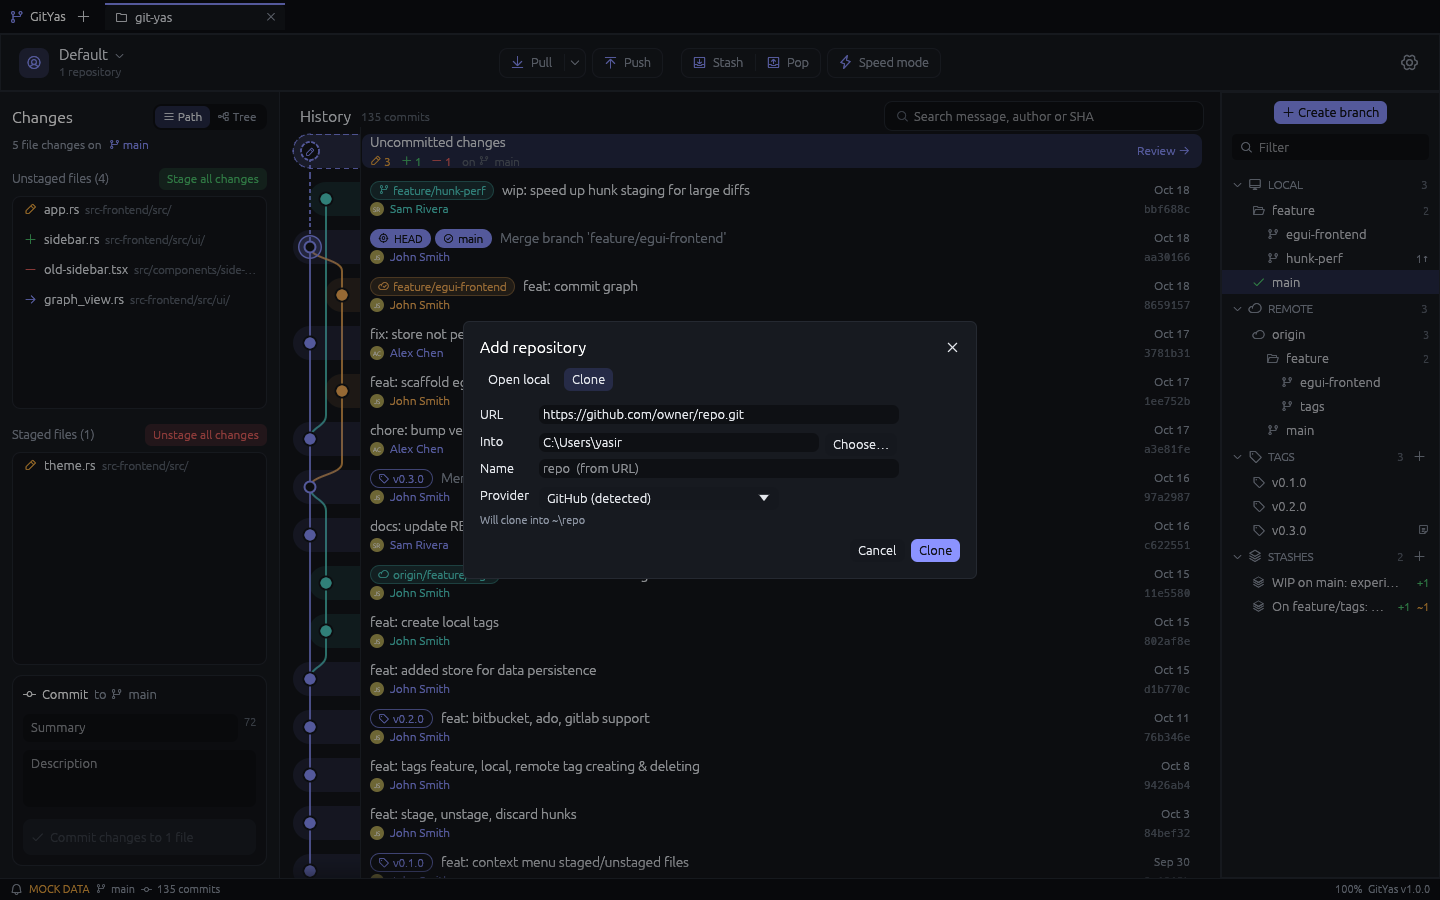 GitYas
git-yas
Default
1 repository
Pull
Push
Stash
Pop
Speed mode
Changes
Path
Tree
5 file changes on main
Unstaged files (4)
Stage all changes
app.rs src-frontend/src/
sidebar.rs src-frontend/src/ui/
old-sidebar.tsx src/components/side-...
graph_view.rs src-frontend/src/ui/
Staged files (1)
Unstage all changes
theme.rs src-frontend/src/
Commit to main
Summary
72
Description
Commit changes to 1 file
History 135 commits
Search message, author or SHA
Uncommitted changes
3 +1 −1 on main
Review →
feature/hunk-perf wip: speed up hunk staging for large diffs Oct 18
SR Sam Rivera bbf688c
HEAD main Merge branch 'feature/egui-frontend' Oct 18
JS John Smith aa30166
feature/egui-frontend feat: commit graph Oct 18
JS John Smith 8659157
fix: store not pe Oct 17
AC Alex Chen 3781b31
feat: scaffold eg Oct 17
JS John Smith 1ee752b
chore: bump ve Oct 17
AC Alex Chen a3e81fe
v0.3.0 Mer Oct 16
JS John Smith 97a2987
docs: update RE Oct 16
SR Sam Rivera c622551
origin/feature/ Oct 15
JS John Smith 11e5580
feat: create local tags Oct 15
JS John Smith 802af8e
feat: added store for data persistence Oct 15
JS John Smith d1b770c
v0.2.0 feat: bitbucket, ado, gitlab support Oct 11
JS John Smith 76b346e
feat: tags feature, local, remote tag creating & deleting Oct 8
JS John Smith 9426ab4
feat: stage, unstage, discard hunks Oct 3
JS John Smith 84bef32
v0.1.0 feat: context menu staged/unstaged files Sep 30
Add repository
Open local
Clone
URL https://github.com/owner/repo.git
Into C:\Users\yasir Choose...
Name repo (from URL)
Provider GitHub (detected)
Will clone into ~\repo
Cancel
Clone
+ Create branch
Filter
LOCAL 3
feature 2
egui-frontend
hunk-perf 1↑
main
REMOTE 3
origin 3
feature 2
egui-frontend
tags
main
TAGS 3
v0.1.0
v0.2.0
v0.3.0
STASHES 2
WIP on main: experi... +1
On feature/tags: ... +1 ~1
MOCK DATA main 135 commits
100% GitYas v1.0.0